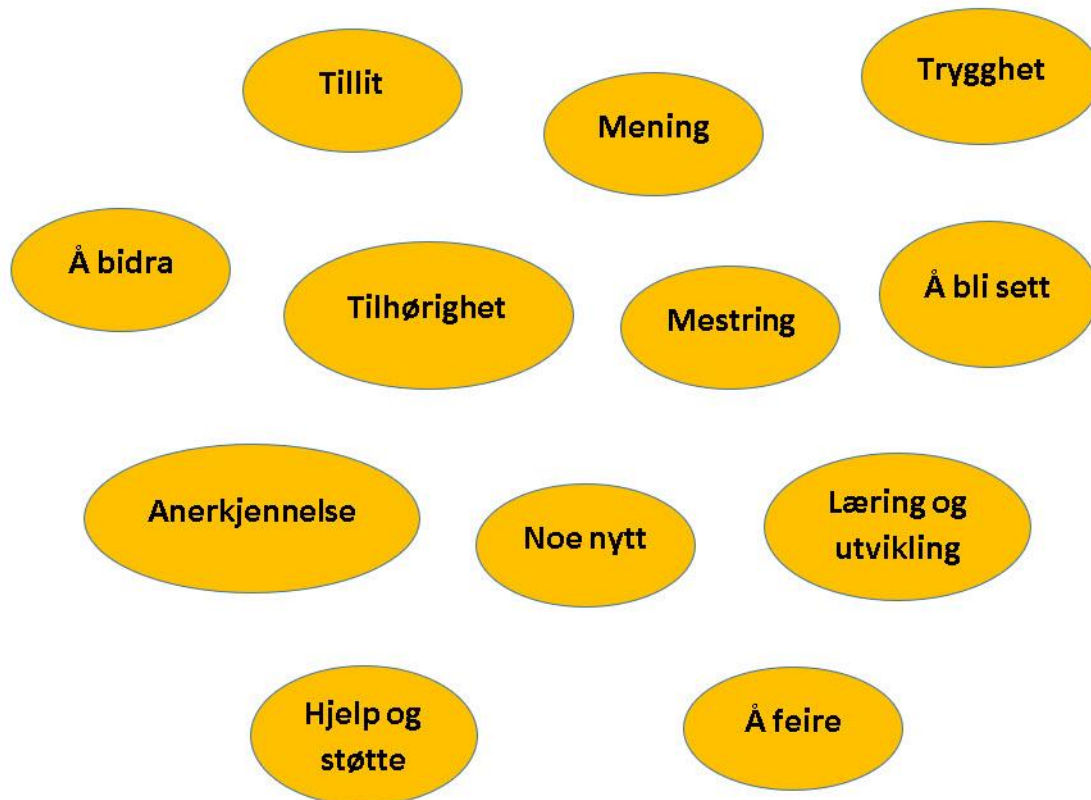 Tillit
Mening
Trygghet
Å bidra
Tilhørighet
Mestring
Å bli sett
Anerkjennelse
Noe nytt
Læring og
utvikling
Hjelp og
støtte
Å feire